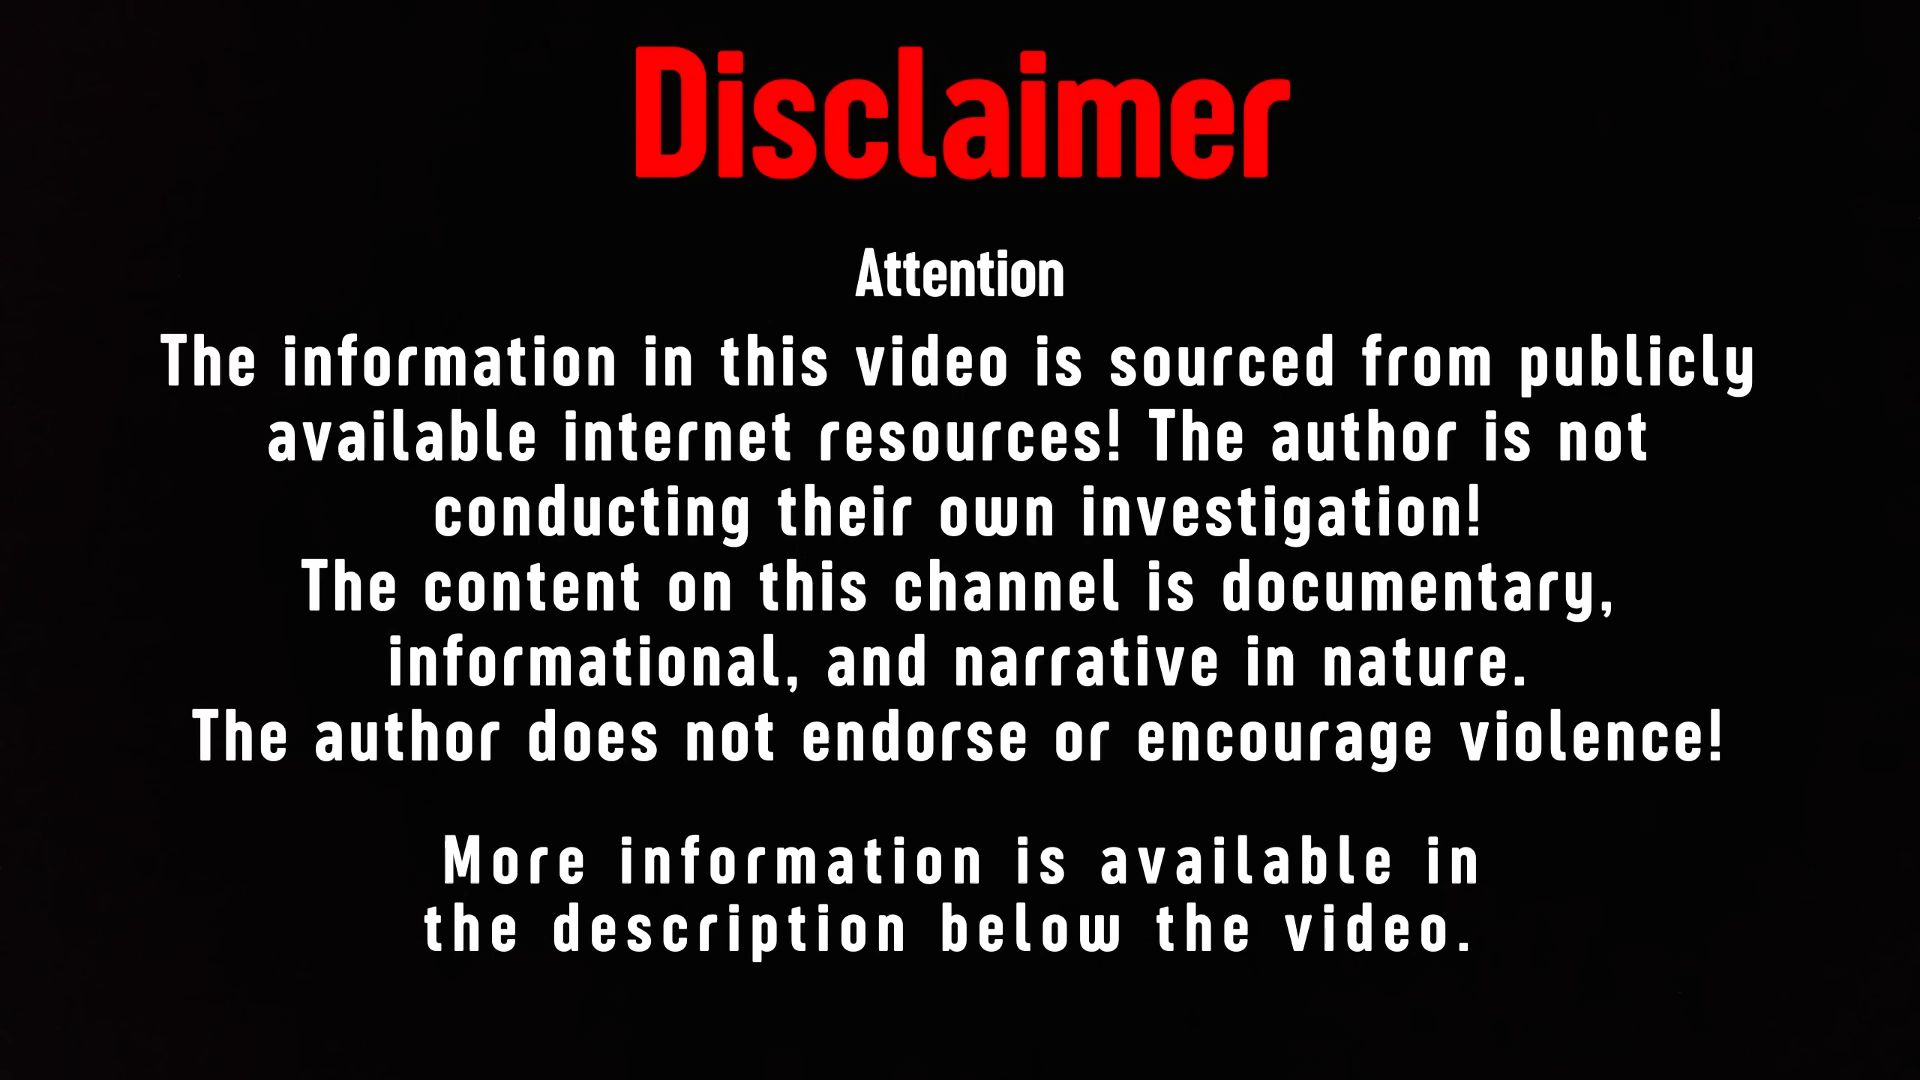 Disclaimer
Attention
The information in this video is sourced from publicly
available internet resources! The author is not
conducting their own investigation!
The content on this channel is documentary,
informational, and narrative in nature.
The author does not endorse or encourage violence!
More information is available in
the description below the video.